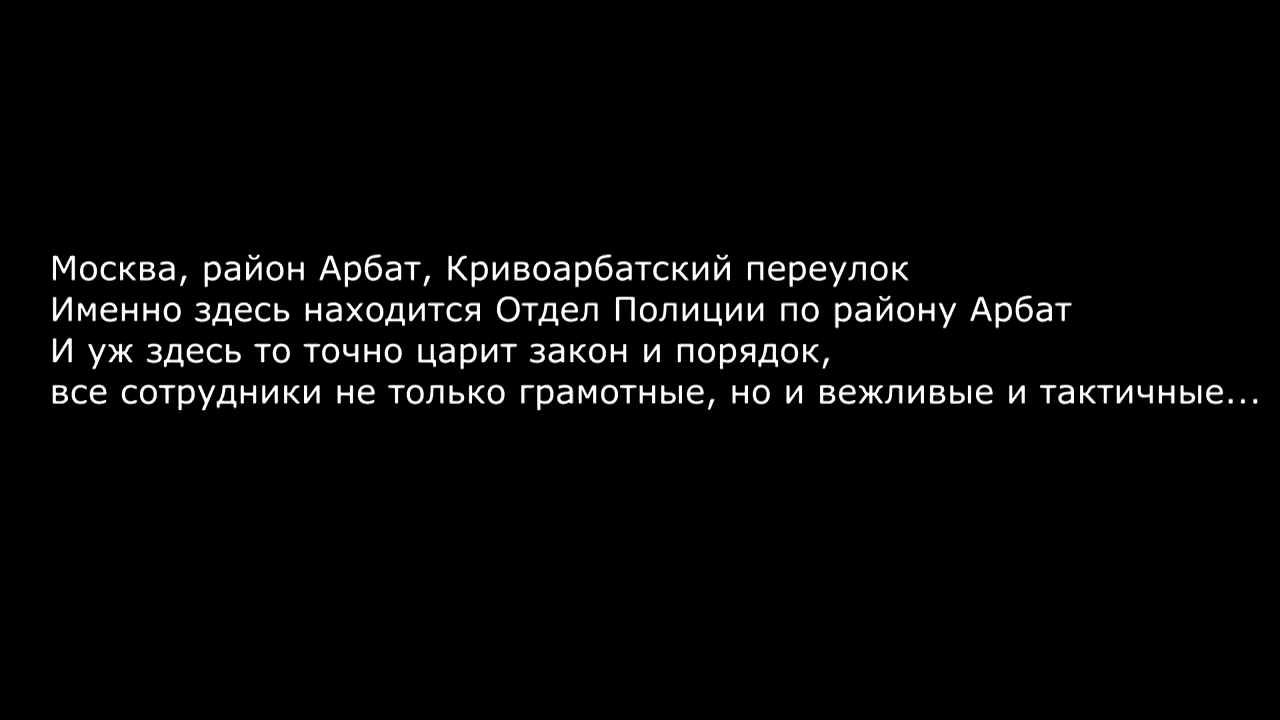 Москва, район Арбат, Кривоарбатский переулок
Именно здесь находится Отдел Полиции по району Арбат
И уж здесь то точно царит закон и порядок,
все сотрудники не только грамотные, но и вежливые и тактичные...